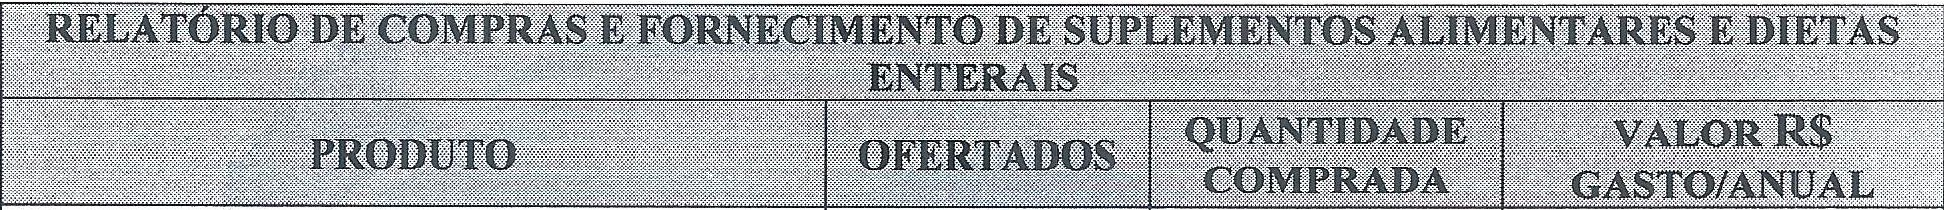 RELATÓRIO DE COMPRAS E FORNECIMENTO DE SUPLEMENTOS ALIMENTARES E DIETAS
ENTERAIS
PRODUTO
OFERTADOS
QUANTIDADE
COMPRADA
VALOR R$
GASTO/ANUAL